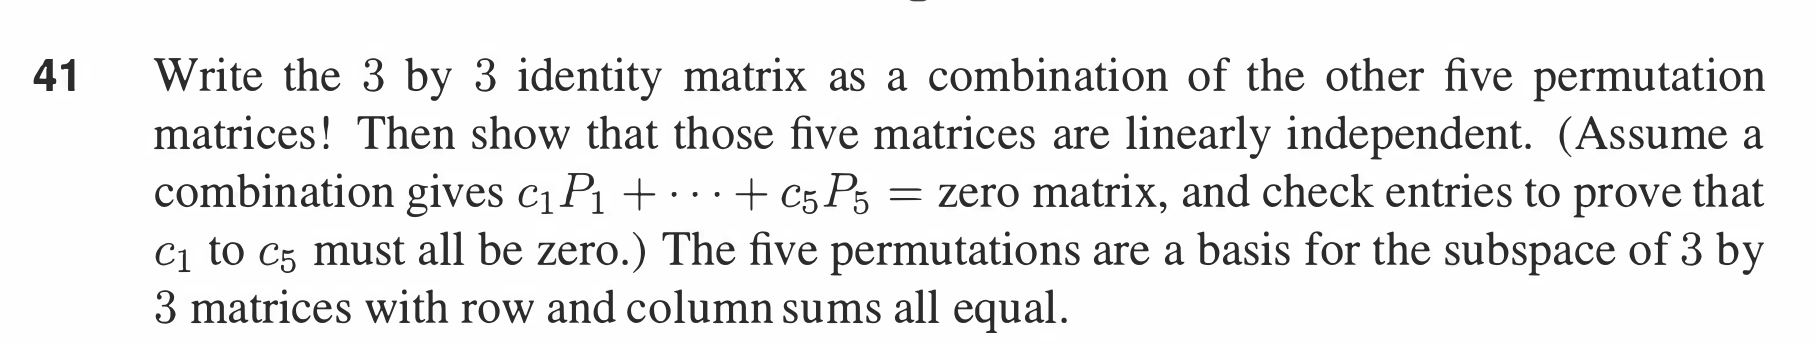 41 Write the 3 by 3 identity matrix as a combination of the other five permutation
matrices! Then show that those five matrices are linearly independent. (Assume a
combination gives c₁P₁ + · · · + c₅P₅ = zero matrix, and check entries to prove that
c₁ to c₅ must all be zero.) The five permutations are a basis for the subspace of 3 by
3 matrices with row and column sums all equal.